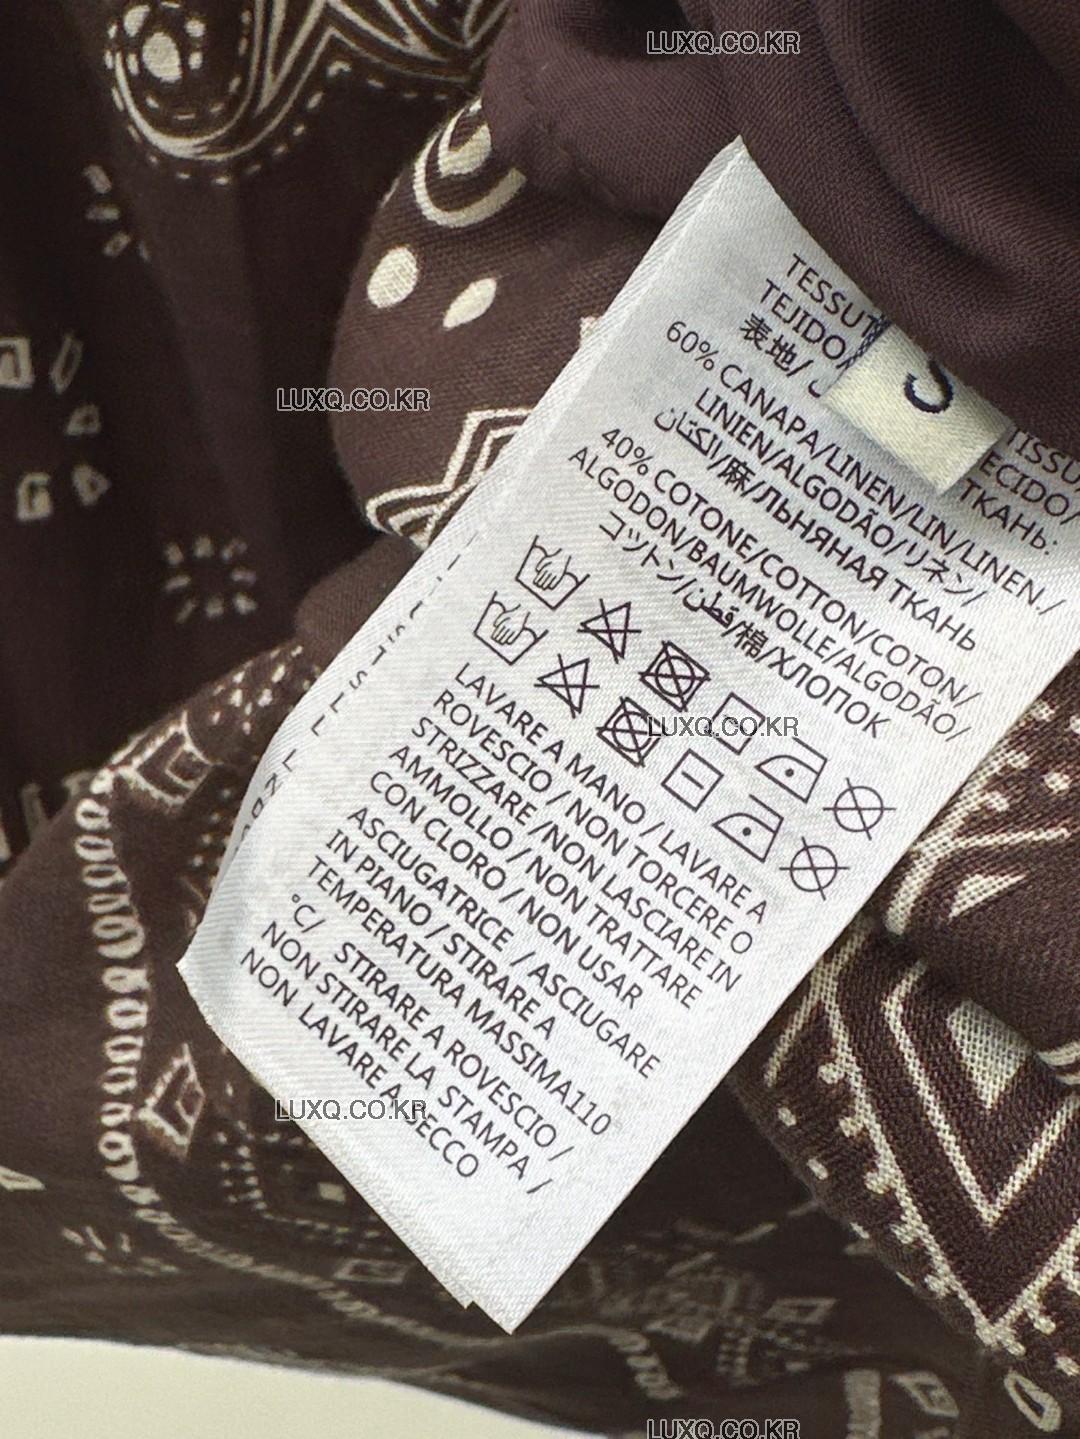 LUXQ.CO.KR
TESSUT
TEJIDO/
表地/
S
TISSU
ECIDO/
ТКАНЬ:
60% CANAPA/LINEN/LIN/LINEN./
LINIEN/ALGODÃO/リネン/
الكتان/麻/ЛЬНЯНАЯ ТКАНЬ
40% COTONE/COTTON/COTON/
ALGODON/BAUMWOLLE/ALGODÃO/
コットン/قطن/棉/ХЛОПОК
LUXQ.CO.KR
LUXQ.CO.KR
LAVARE A MANO / LAVARE A
ROVESCIO / NON TORCERE O
STRIZZARE /NON LASCIARE IN
AMMOLLO / NON TRATTARE
CON CLORO / NON USAR
ASCIUGATRICE / ASCIUGARE
IN PIANO / STIRARE A
TEMPERATURA MASSIMA110
°C/ STIRARE A ROVESCIO /
NON STIRARE LA STAMPA /
NON LAVARE A SECCO
LUXQ.CO.KR
LUXQ.CO.KR